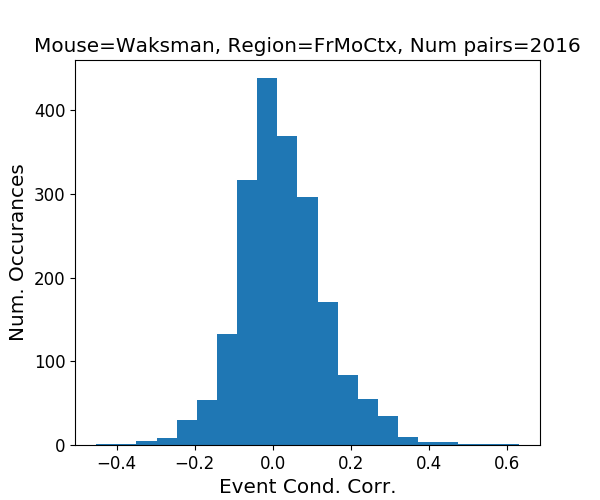 Mouse=Waksman, Region=FrMoCtx, Num pairs=2016
Num. Occurances
400
300
200
100
0
−0.4 −0.2 0.0 0.2 0.4 0.6
Event Cond. Corr.